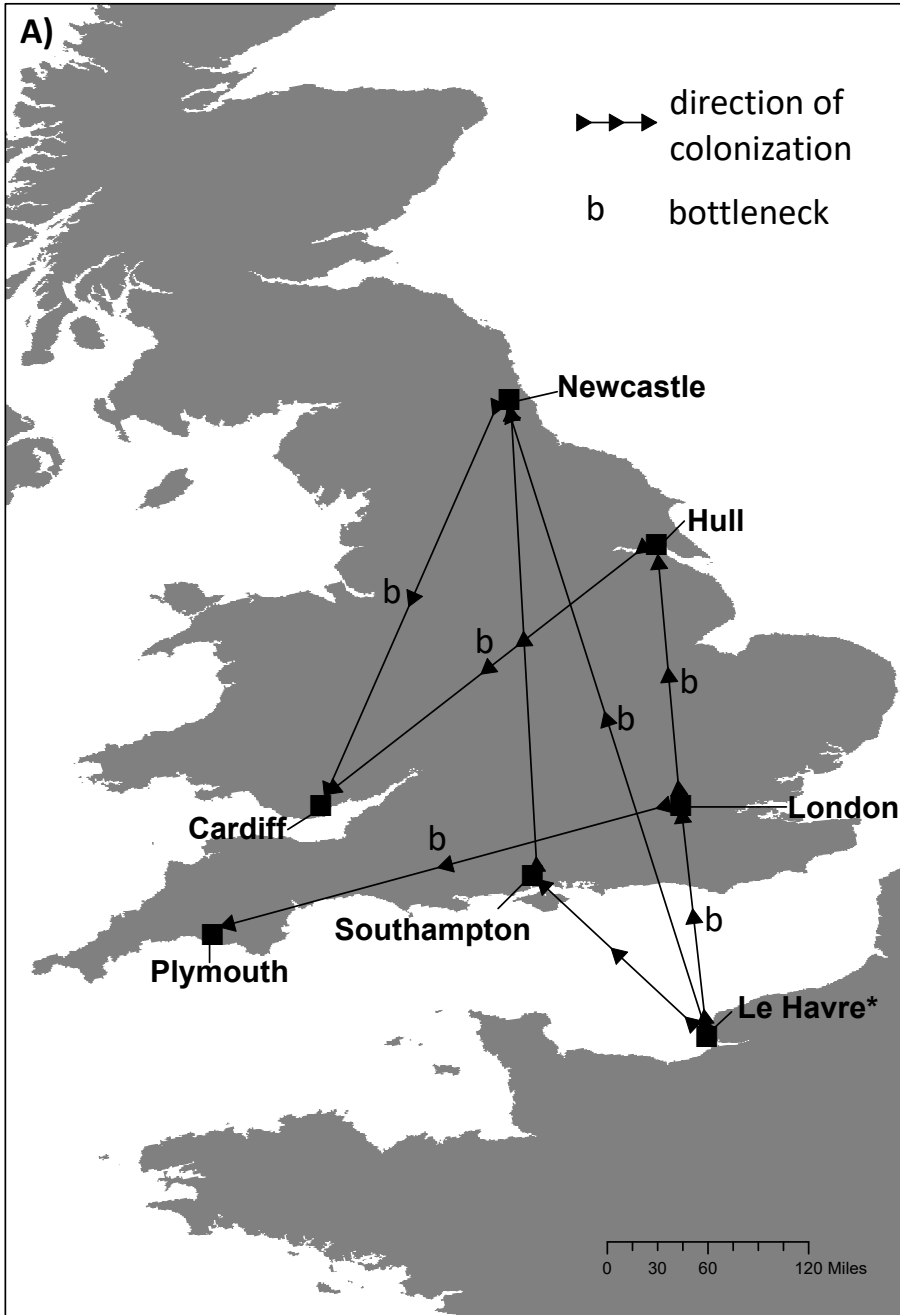 A)
direction of
colonization
b bottleneck
Newcastle
Hull
b
b
b
b
London
Cardiff
b
Southampton
b
Plymouth
Le Havre*
0 30 60 120 Miles